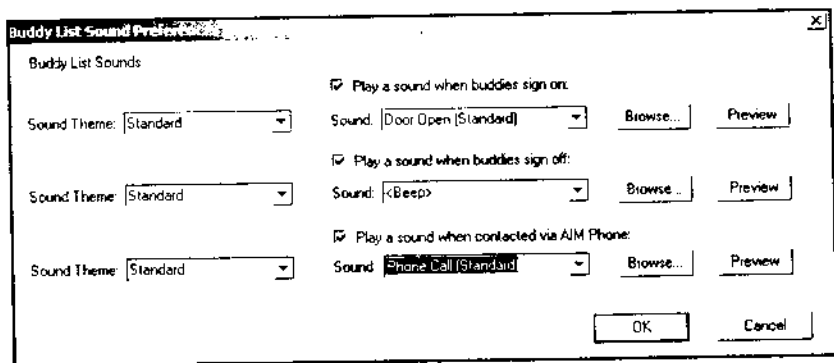 Buddy List Sound Preferences
Buddy List Sounds
Play a sound when buddies sign on:
Sound Theme: Standard Sound: Door Open (Standard) Browse... Preview
Play a sound when buddies sign off:
Sound Theme: Standard Sound: <Beep> Browse... Preview
Play a sound when contacted via AIM Phone:
Sound Theme: Standard Sound Phone Call (Standard Browse... Preview
OK Cancel